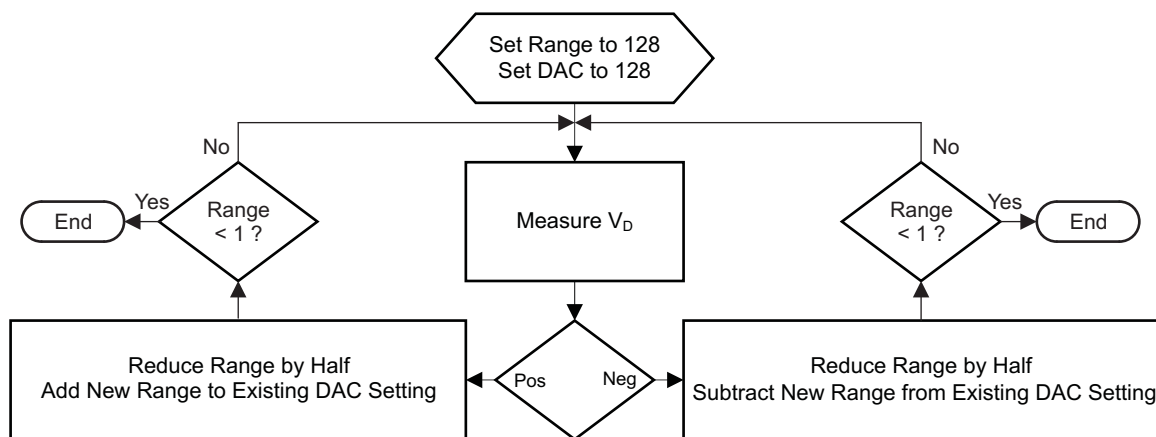 Set Range to 128
Set DAC to 128
No
No
Yes
Yes
End
Range
< 1 ?
Measure V_D
Range
< 1 ?
End
Reduce Range by Half
Add New Range to Existing DAC Setting
Pos
Neg
Reduce Range by Half
Subtract New Range from Existing DAC Setting